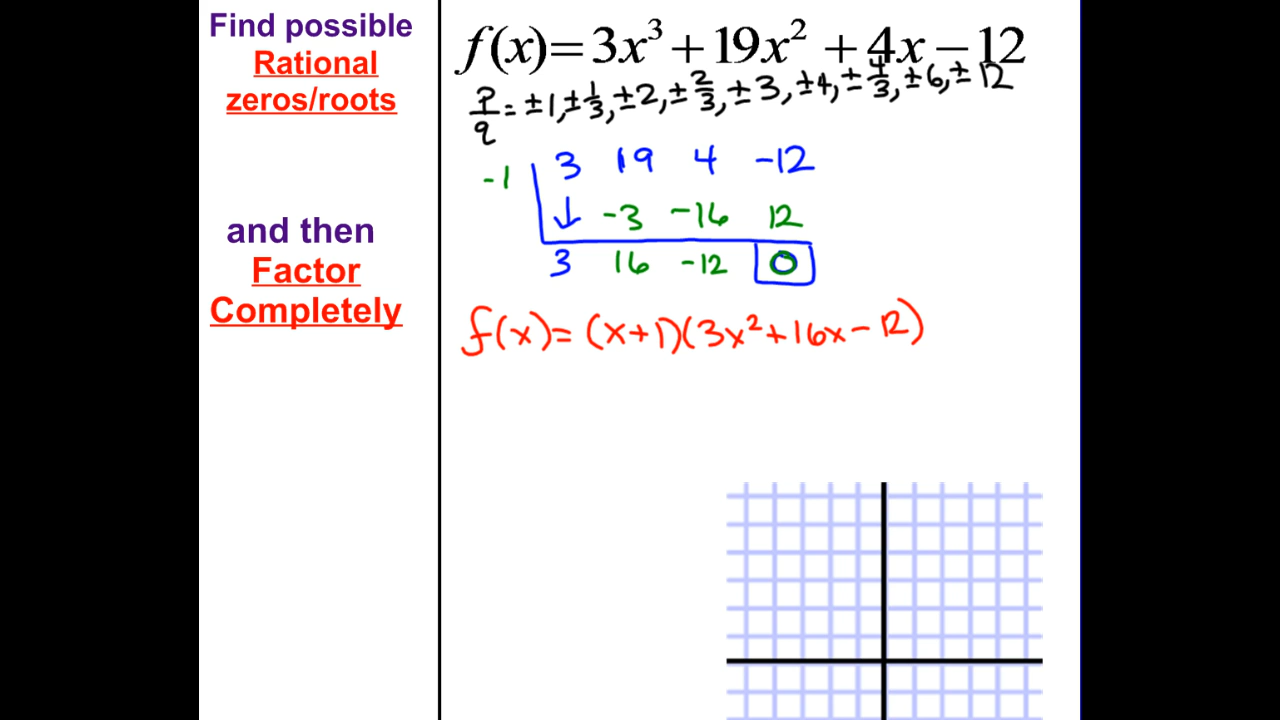 Find possible
Rational
zeros/roots
and then
Factor
Completely
f(x)=3x³+19x²+4x−12
p/q = ±1, ±1/3, ±2, ±2/3, ±3, ±4, ±4/3, ±6, ±12
-1 3 19 4 -12
↓ -3 -16 12
3 16 -12 0
f(x)=(x+1)(3x²+16x-12)